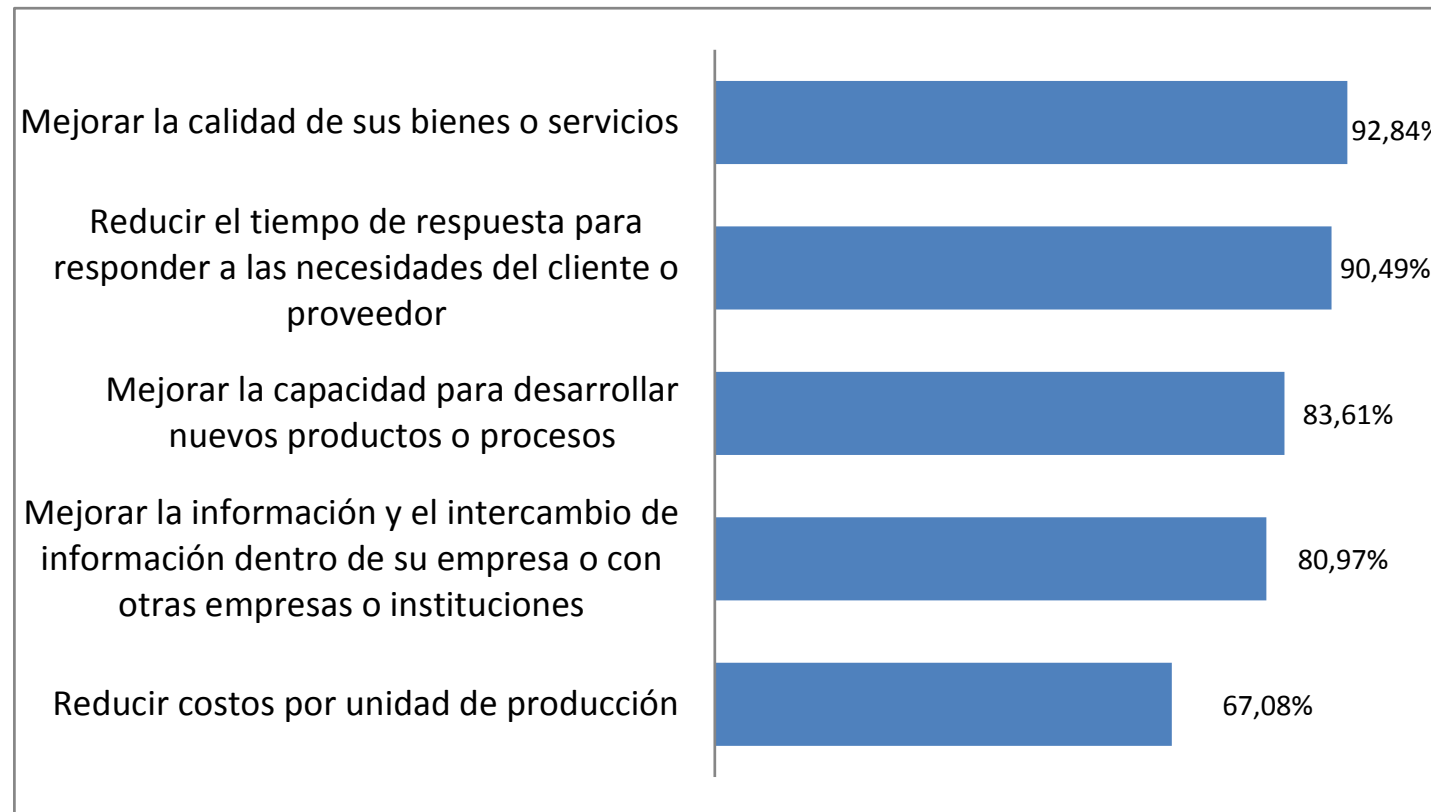 Mejorar la calidad de sus bienes o servicios
92,84%
Reducir el tiempo de respuesta para
responder a las necesidades del cliente o
proveedor
90,49%
Mejorar la capacidad para desarrollar
nuevos productos o procesos
83,61%
Mejorar la información y el intercambio de
información dentro de su empresa o con
otras empresas o instituciones
80,97%
Reducir costos por unidad de producción
67,08%